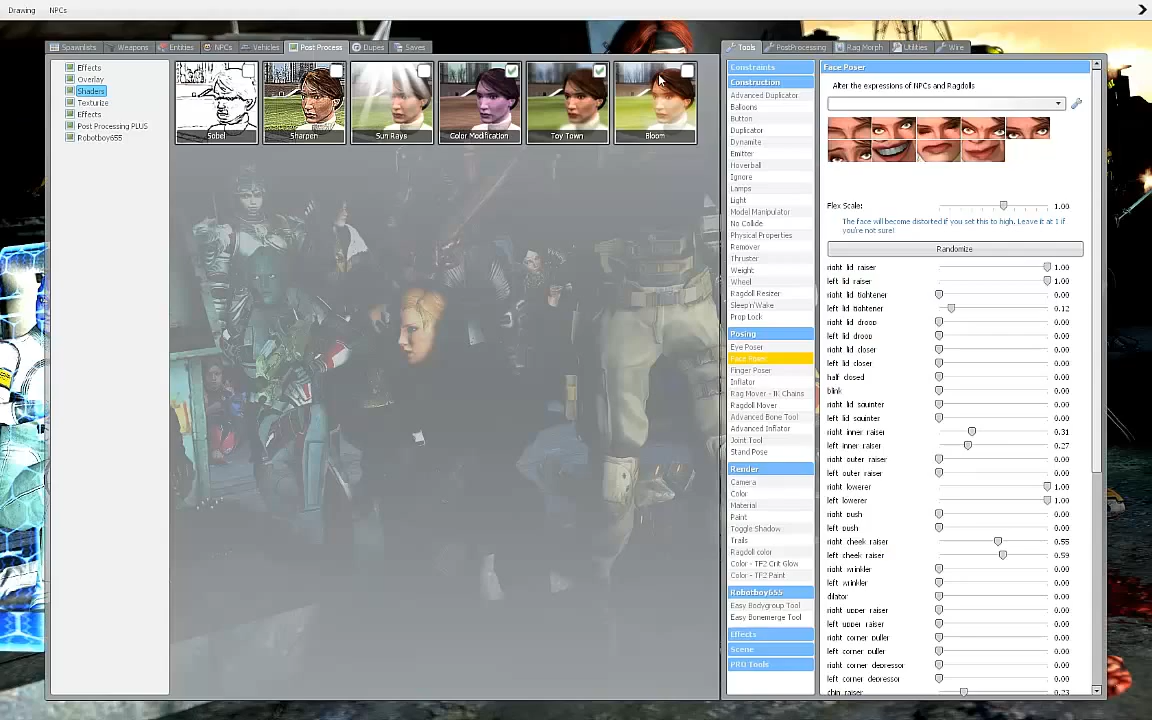 Drawing NPCs
Spawnlists Weapons Entities NPCs Vehicles Post Process Dupes Saves
Effects
Overlay
Shaders
Texturize
Effects
Post Processing PLUS
Robotboy655
Sobel Sharpen Sun Rays Color Modification Toy Town Bloom
Tools PostProcessing Rag Morph Utilities Wire
Constraints
Construction
Advanced Duplicator
Balloons
Button
Duplicator
Dynamite
Emitter
Hoverball
Ignore
Lamps
Light
Model Manipulator
No Collide
Physical Properties
Remover
Thruster
Weight
Wheel
Ragdoll Resizer
Sleep'n'Wake
Prop Lock
Posing
Eye Poser
Face Poser
Finger Poser
Inflator
Rag Mover - IK Chains
Ragdoll Mover
Advanced Bone Tool
Advanced Inflator
Joint Tool
Stand Pose
Render
Camera
Color
Material
Paint
Toggle Shadow
Trails
Ragdoll color
Color - TF2 Crit Glow
Color - TF2 Paint
Robotboy655
Easy Bodygroup Tool
Easy Bonemerge Tool
Effects
Scene
PRO Tools
Face Poser
Alter the expressions of NPCs and Ragdolls
Flex Scale: 1.00
The face will become distorted if you set this to high. Leave it at 1 if
you're not sure!
Randomize
right lid raiser 1.00
left lid raiser 1.00
right lid tightener 0.00
left lid tightener 0.12
right lid droop 0.00
left lid droop 0.00
right lid closer 0.00
left lid closer 0.00
half closed 0.00
blink 0.00
right lid squinter 0.00
left lid squinter 0.00
right inner raiser 0.31
left inner raiser 0.27
right outer raiser 0.00
left outer raiser 0.00
right lowerer 1.00
left lowerer 1.00
right push 0.00
left push 0.00
right cheek raiser 0.55
left cheek raiser 0.59
right wrinkler 0.00
left wrinkler 0.00
dilator 0.00
right upper raiser 0.00
left upper raiser 0.00
right corner puller 0.00
left corner puller 0.00
right corner depressor 0.00
left corner depressor 0.00
chin raiser 0.23